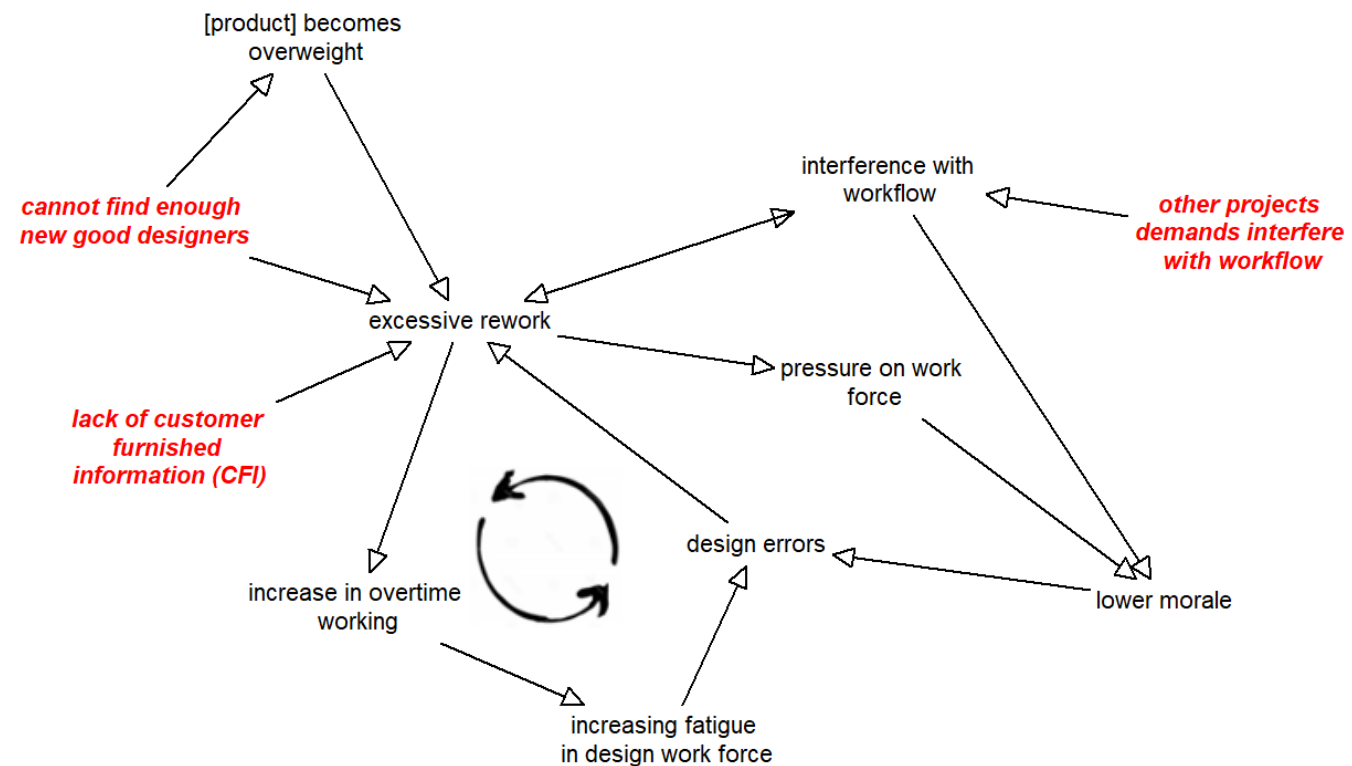 [product] becomes
overweight
interference with
workflow
cannot find enough
new good designers
other projects
demands interfere
with workflow
excessive rework
pressure on work
force
lack of customer
furnished
information (CFI)
design errors
increase in overtime
working
lower morale
increasing fatigue
in design work force